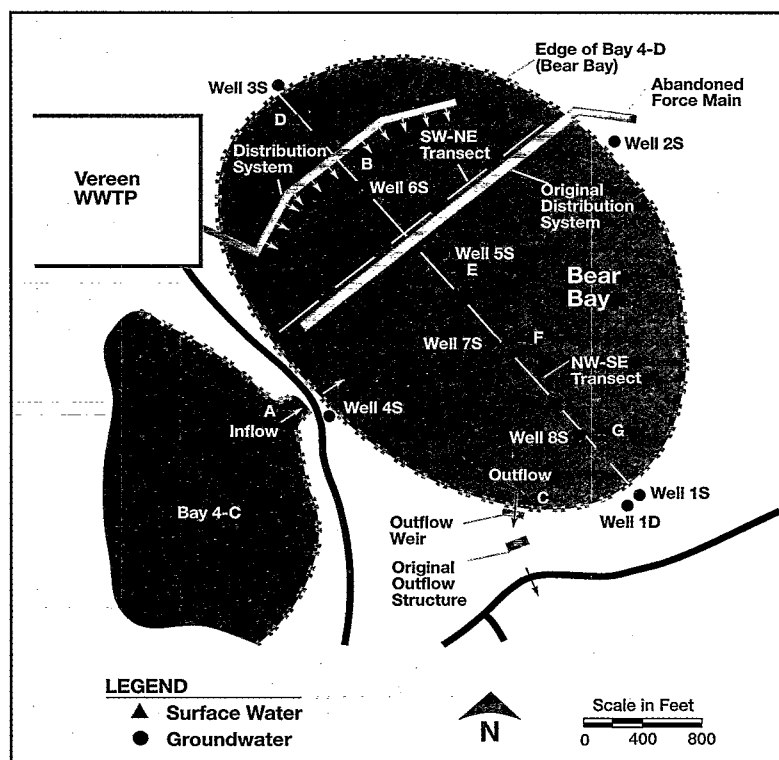 Edge of Bay 4-D
(Bear Bay)
Well 3S
Abandoned
Force Main
D
SW-NE
Transect
Well 2S
Distribution
System
B
Vereen
WWTP
Well 6S
Original
Distribution
System
Well 5S
E
Bear
Bay
Well 7S
F
NW-SE
Transect
A
Inflow
Well 4S
Well 8S
G
Outflow
C
Well 1S
Well 1D
Bay 4-C
Outflow
Weir
Original
Outflow
Structure
LEGEND
Surface Water
Groundwater
N
Scale in Feet
0 400 800